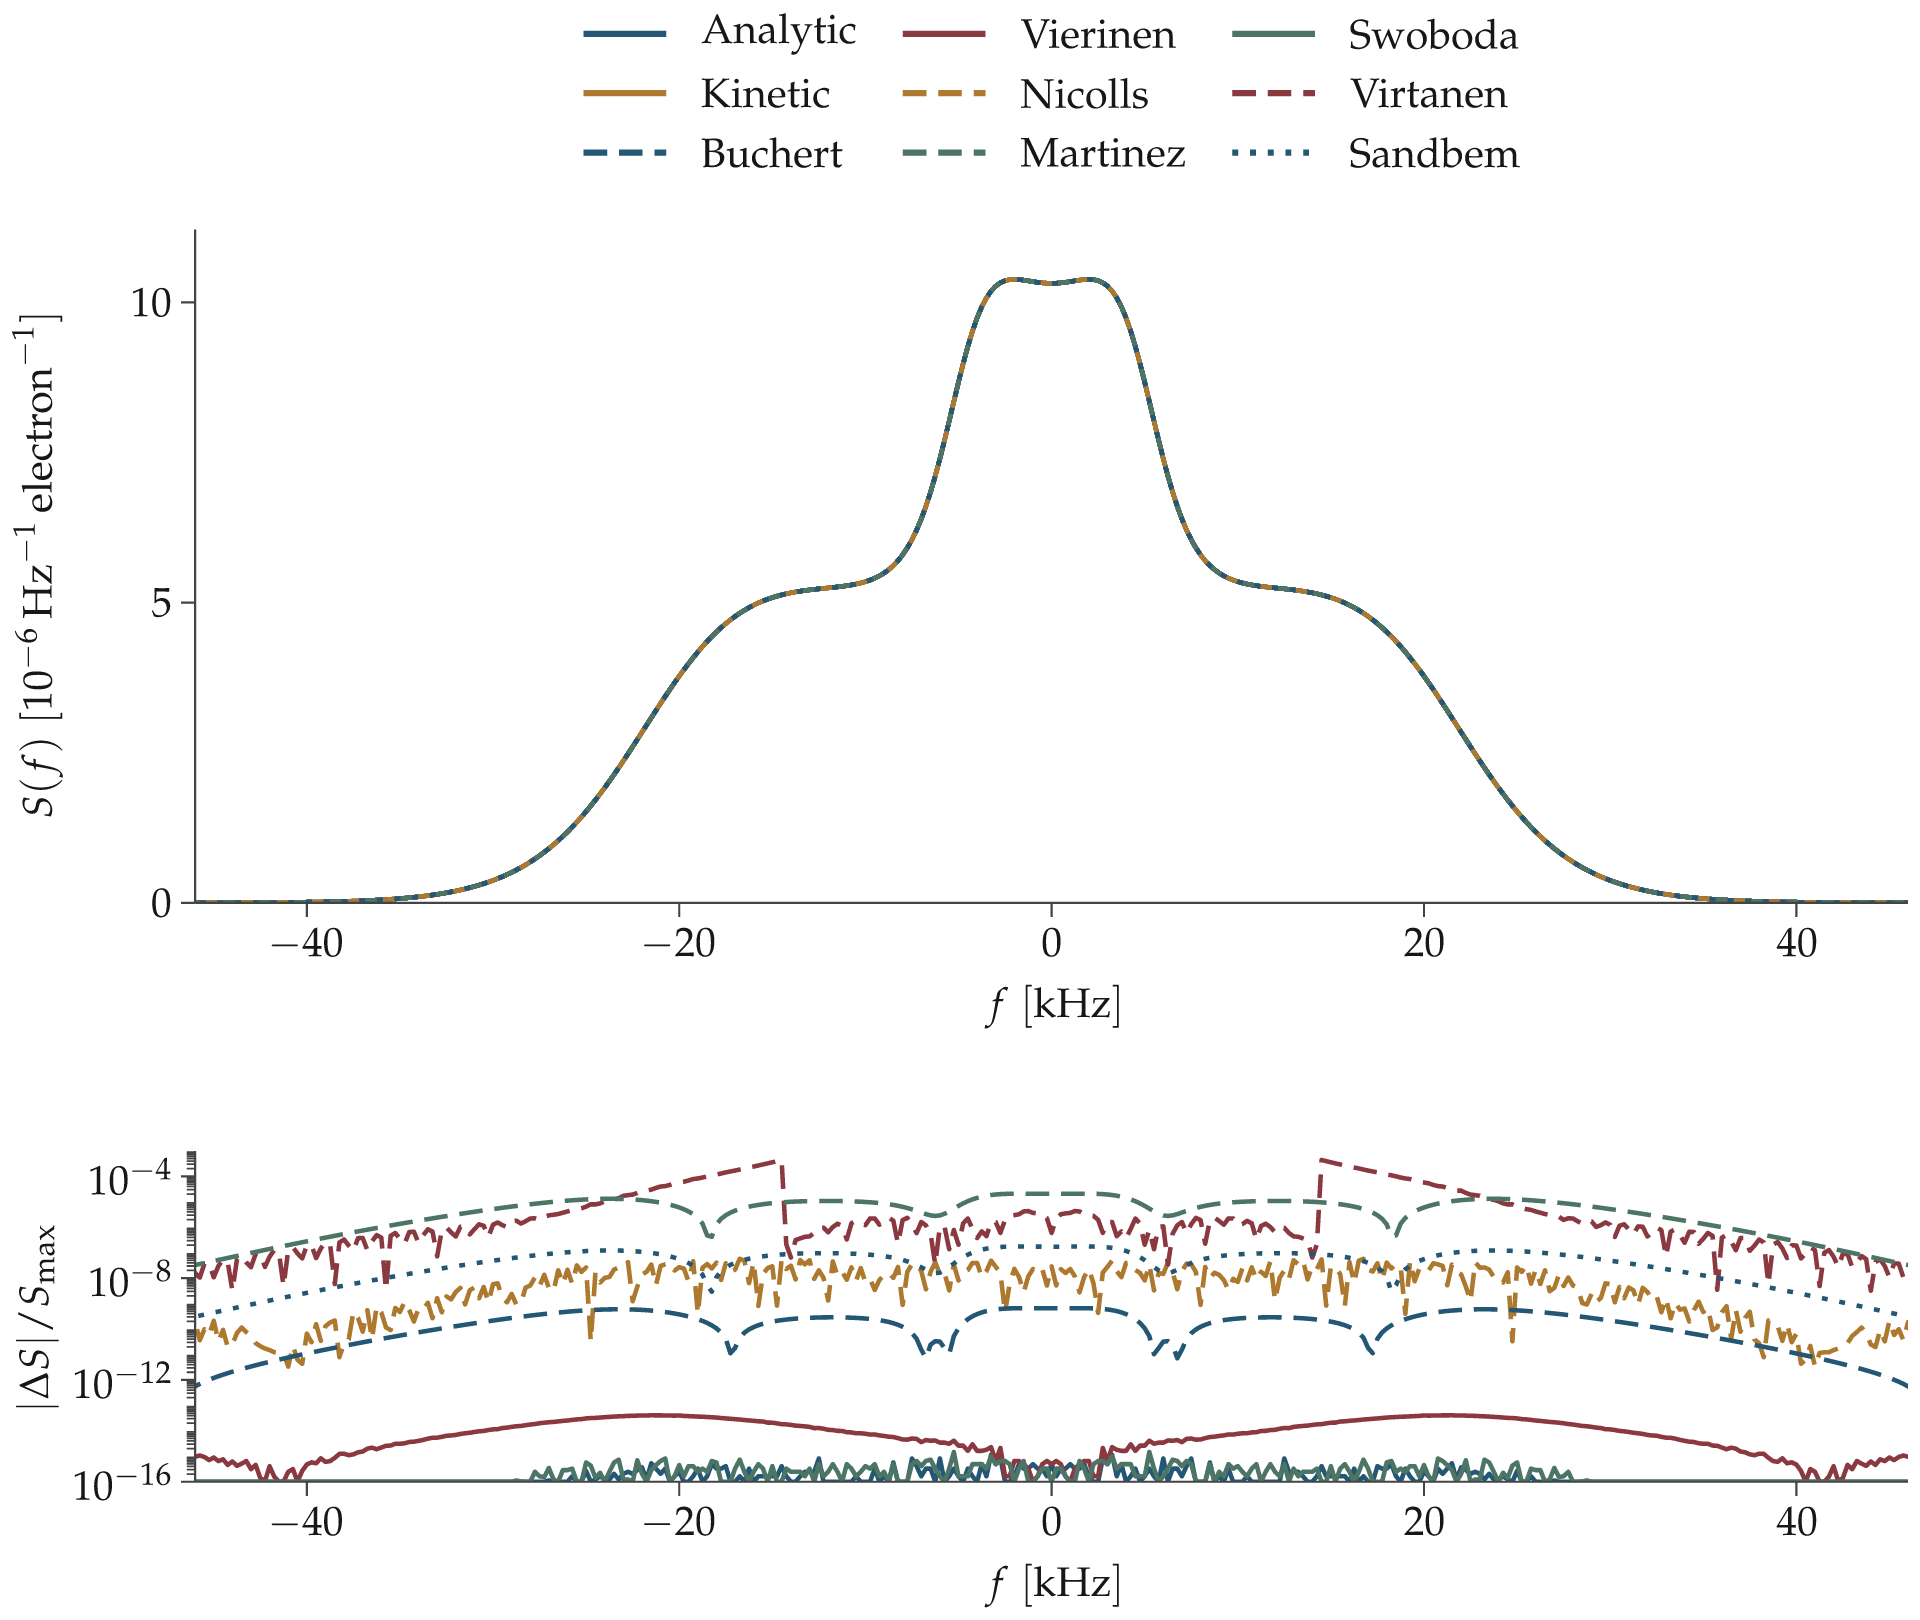 Analytic Vierinen Swoboda
Kinetic Nicolls Virtanen
Buchert Martinez Sandbem
S(f) [10⁻⁶ Hz⁻¹ electron⁻¹]
10
5
0
−40 −20 0 20 40
f [kHz]
|ΔS| / Sₘₐₓ
10⁻⁴
10⁻⁸
10⁻¹²
10⁻¹⁶
−40 −20 0 20 40
f [kHz]